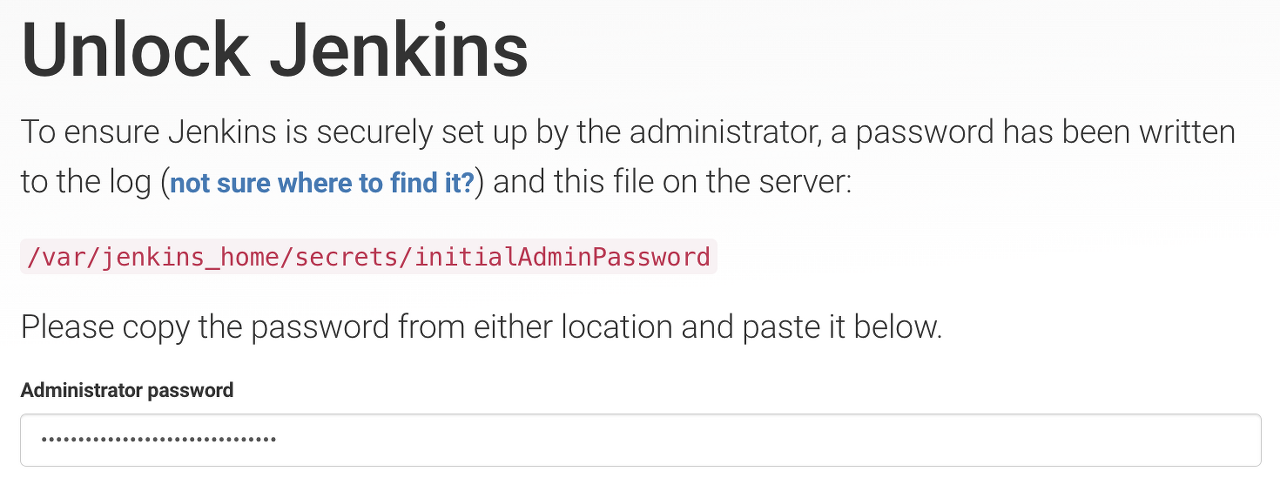 Unlock Jenkins
To ensure Jenkins is securely set up by the administrator, a password has been written
to the log (not sure where to find it?) and this file on the server:
/var/jenkins_home/secrets/initialAdminPassword
Please copy the password from either location and paste it below.
Administrator password
••••••••••••••••••••••••••••••••